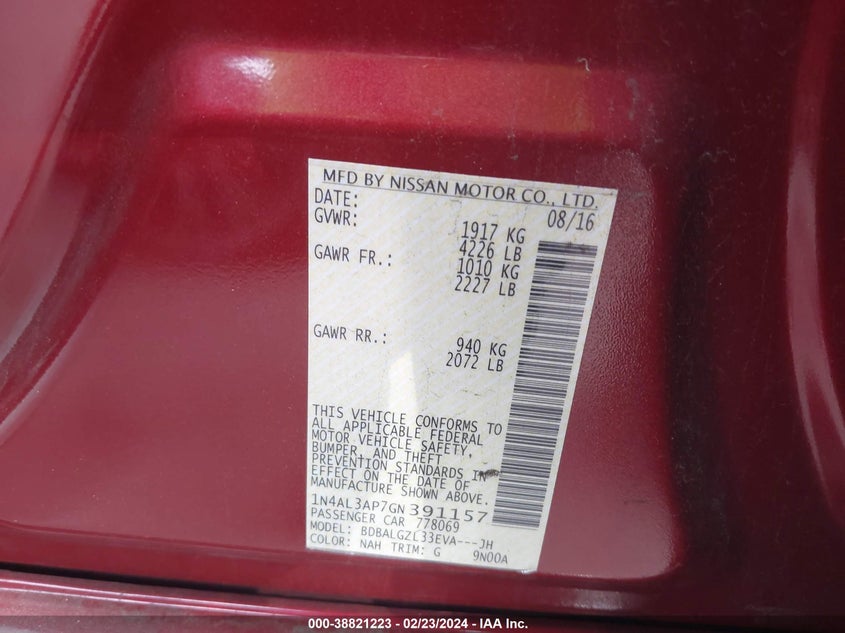 MFD BY NISSAN MOTOR CO., LTD.
DATE: 08/16
GVWR: 1917 KG
4226 LB
GAWR FR.: 1010 KG
2227 LB
GAWR RR.: 940 KG
2072 LB
THIS VEHICLE CONFORMS TO
ALL APPLICABLE FEDERAL
MOTOR VEHICLE SAFETY,
BUMPER, AND THEFT
PREVENTION STANDARDS IN
EFFECT ON THE DATE OF
MANUFACTURE SHOWN ABOVE.
1N4AL3AP7GN391157
PASSENGER CAR 778069
MODEL: BDBALGZL33EVA---JH
COLOR: NAH TRIM: G 9N00A
000-38821223 - 02/23/2024 - IAA Inc.